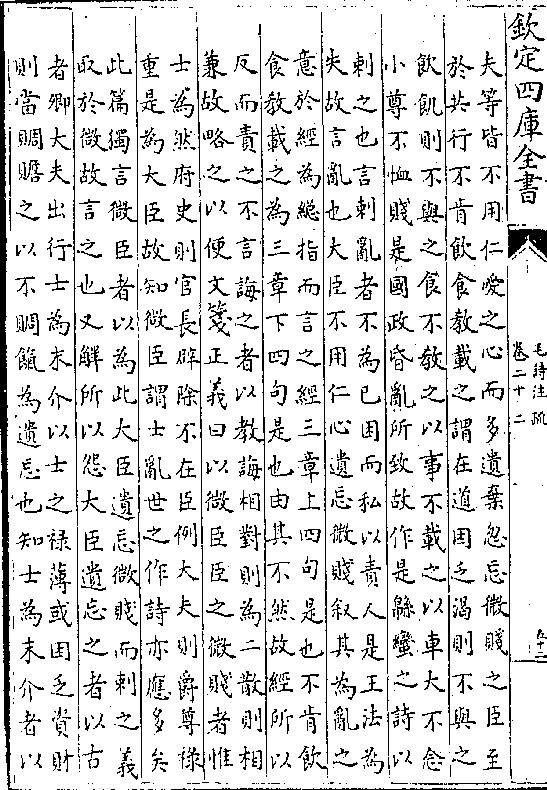 欽定四庫全書
毛詩注疏
卷二十二
夫等皆不用仁愛之心而多遺棄忽忘微賤之臣至
於共行不肯飲食教載之謂在道困乏渴則不與之
飲飢則不與之食不教之以事不載之以車大不念
小尊不恤賤是國政昏亂所致故作是緜蠻之詩以
刺之也言刺亂者不為已困而私以責人是王法為
失故言亂也大臣不用仁心遺忘微賤叙其為亂之
意於經為緫指而言之經三章上四句是也不肯飲
食教載之為三章下四句是也由其不然故經所以
反而責之不言誨之者以教誨相對則為二散則相
兼故略之以便文箋正義曰以微臣臣之微賤者惟
士為然府史則官長辟除不在臣例大夫則爵尊祿
重是為大臣故知微臣謂士亂世之作詩亦應多矣
此篇獨言微臣者以為此大臣遺忘微賤而刺之義
取於微故言之也又解所以怨大臣遺忘之者以古
者卿大夫出行士為末介以士之祿薄或困乏資財
則當賙贍之以不賙餼為遺忘也知士為末介者以